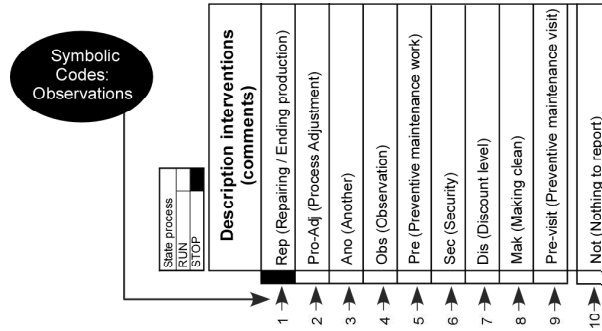 Symbolic
Codes:
Observations
State process
RUN
STOP
Description interventions
(comments)
1 Rep (Repairing / Ending production)
2 Pro-Adj (Process Adjustment)
3 Ano (Another)
4 Obs (Observation)
5 Pre (Preventive maintenance work)
6 Sec (Security)
7 Dis (Discount level)
8 Mak (Making clean)
9 Pre-visit (Preventive maintenance visit)
10 Not (Nothing to report)